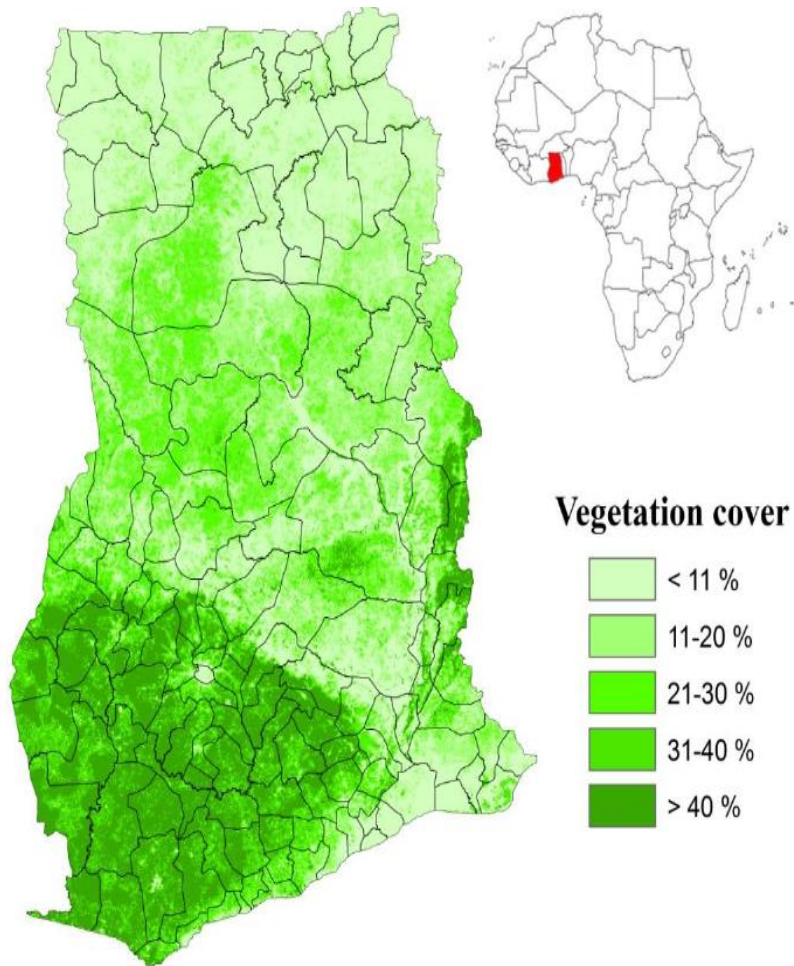 Vegetation cover
< 11 %
11-20 %
21-30 %
31-40 %
> 40 %